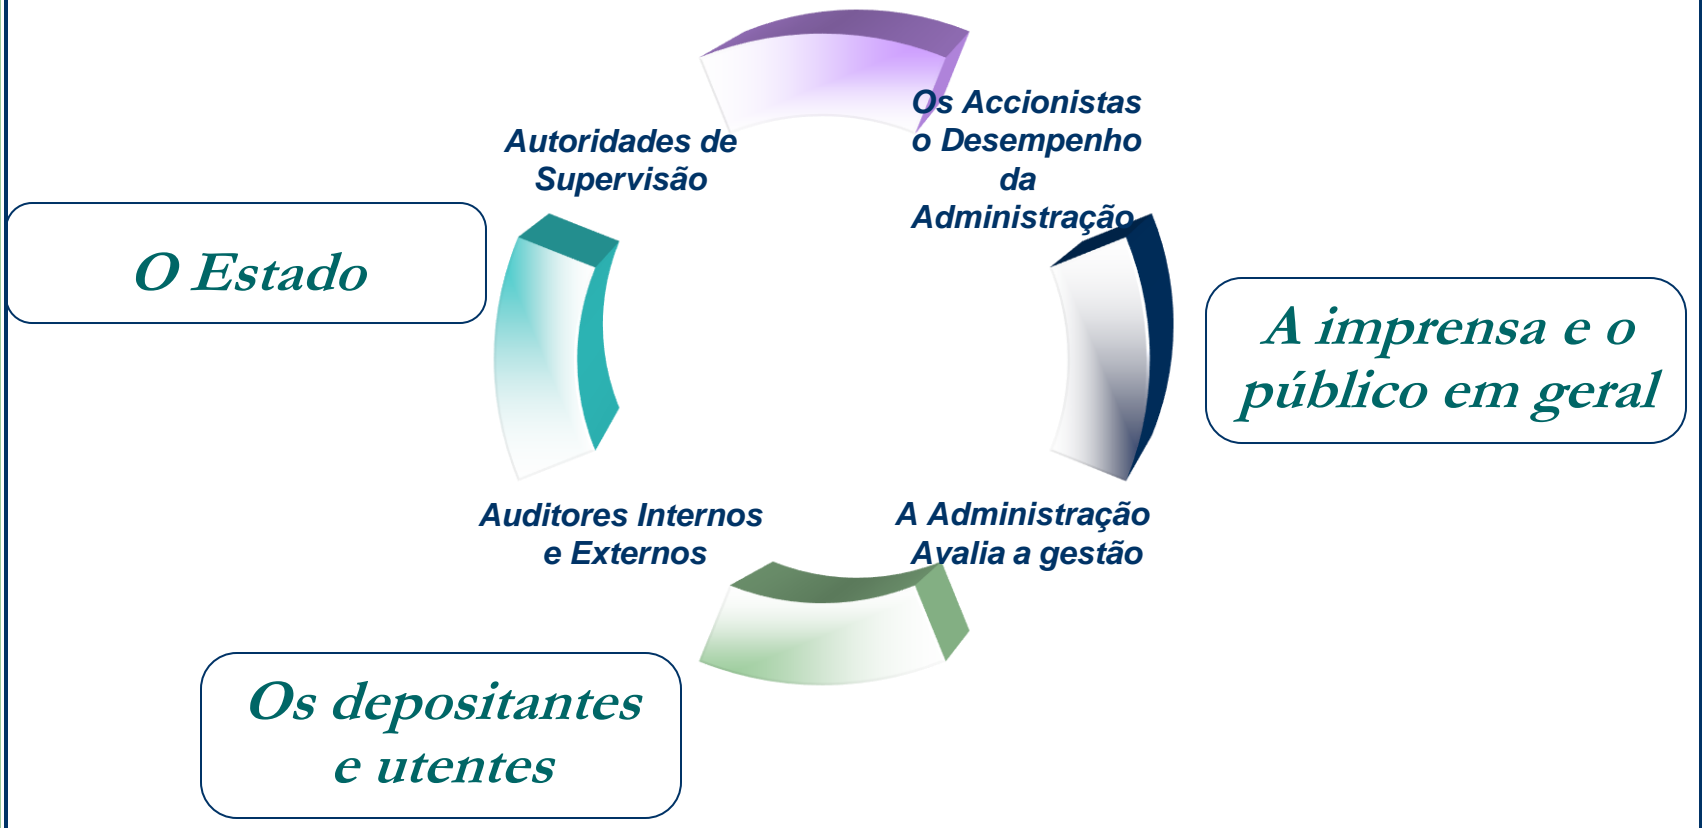 Os Accionistas
o Desempenho
da
Administração
Autoridades de
Supervisão
O Estado
A imprensa e o
público em geral
Auditores Internos
e Externos
A Administração
Avalia a gestão
Os depositantes
e utentes